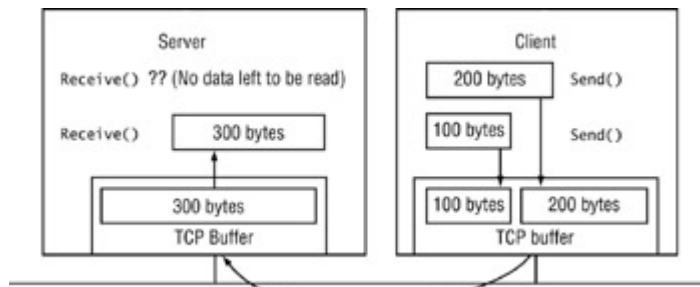 Server
Receive() ?? (No data left to be read)
Receive()
300 bytes
300 bytes
TCP Buffer
Client
200 bytes
Send()
100 bytes
Send()
100 bytes
200 bytes
TCP buffer